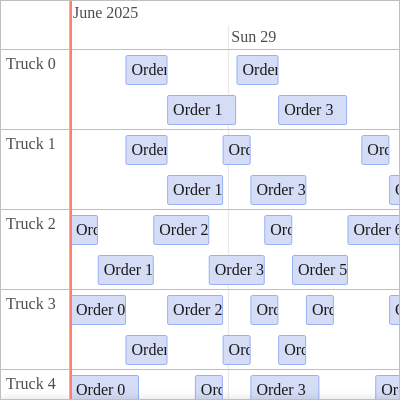 June 2025
Sun 29
Truck 0
Order
Order
Order 1
Order 3
Truck 1
Order
Orc
Orc
Order 1
Order 3
Truck 2
Orc
Order 2
Orc
Order 6
Order 1
Order 3
Order 5
Truck 3
Order 0
Order 2
Orc
Orc
Order
Orc
Orc
Truck 4
Order 0
Orc
Order 3
Or